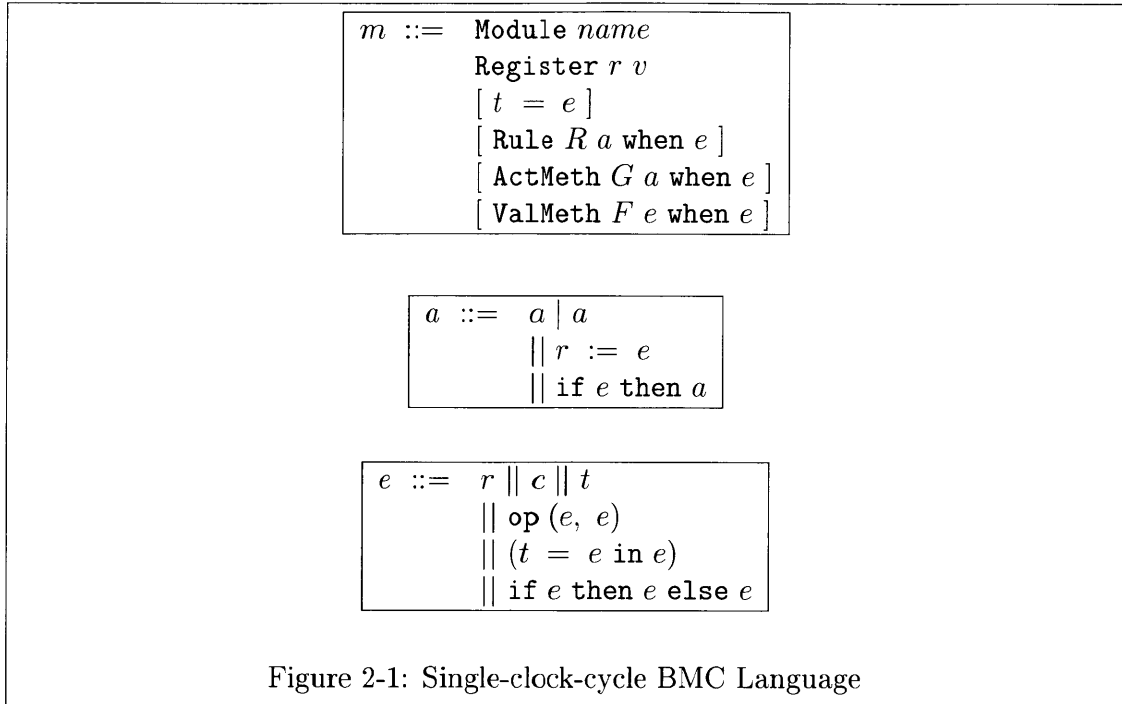 m ::= Module name
Register r v
[ t = e ]
[ Rule R a when e ]
[ ActMeth G a when e ]
[ ValMeth F e when e ]
a ::= a | a
|| r := e
|| if e then a
e ::= r || c || t
|| op (e, e)
|| (t = e in e)
|| if e then e else e
Figure 2-1: Single-clock-cycle BMC Language